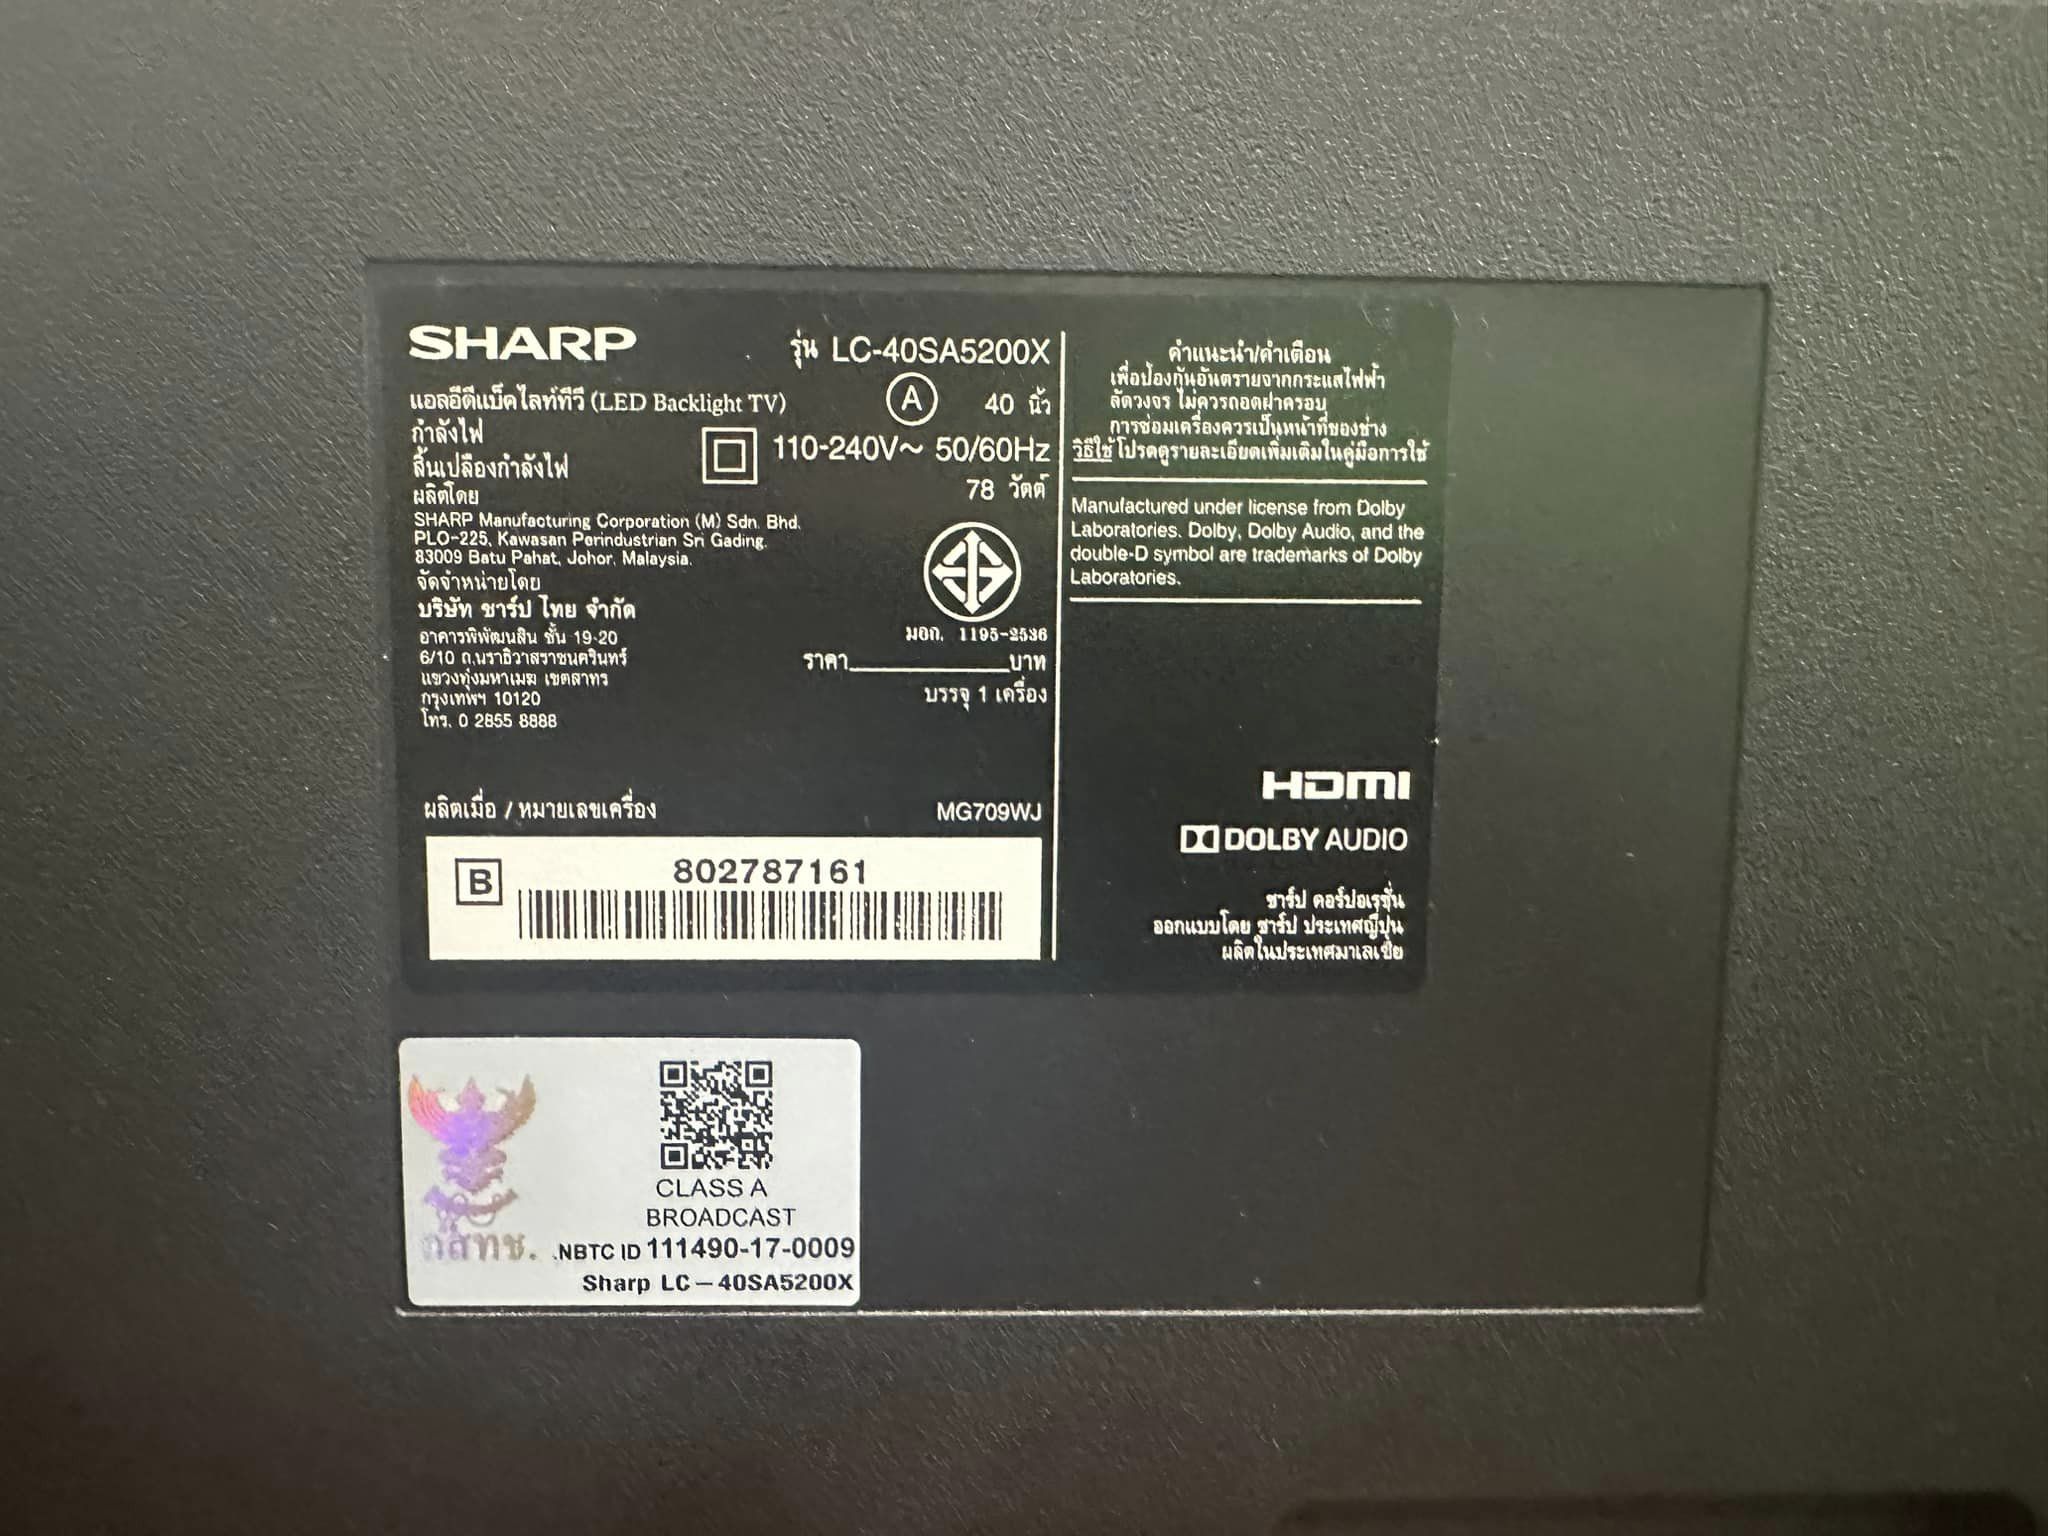 SHARP
รุ่น LC-40SA5200X
แอลอีดีแบ็คไลท์ทีวี (LED Backlight TV)
A
40 นิ้ว
กำลังไฟ
110-240V~ 50/60Hz
สิ้นเปลืองกำลังไฟ
78 วัตต์
ผลิตโดย
SHARP Manufacturing Corporation (M) Sdn. Bhd.
PLO-225, Kawasan Perindustrian Sri Gading,
83009 Batu Pahat, Johor, Malaysia.
จัดจำหน่ายโดย
บริษัท ชาร์ป ไทย จำกัด
อาคารพิพัฒนสิน ชั้น 19-20
6/10 ถ.นราธิวาสราชนครินทร์
แขวงทุ่งมหาเมฆ เขตสาทร
กรุงเทพฯ 10120
โทร. 0 2855 8888
มอก. 1195-2536
ราคา บาท
บรรจุ 1 เครื่อง
ผลิตเมื่อ / หมายเลขเครื่อง
MG709WJ
B
802787161
คำแนะนำ/คำเตือน
เพื่อป้องกันอันตรายจากกระแสไฟฟ้า
ลัดวงจร ไม่ควรถอดฝาครอบ
การซ่อมเครื่องควรเป็นหน้าที่ของช่าง
วิธีใช้ โปรดดูรายละเอียดเพิ่มเติมในคู่มือการใช้
Manufactured under license from Dolby
Laboratories. Dolby, Dolby Audio, and the
double-D symbol are trademarks of Dolby
Laboratories.
HDMI
DOLBY AUDIO
ชาร์ป คอร์ปอเรชั่น
ออกแบบโดย ชาร์ป ประเทศญี่ปุ่น
ผลิตในประเทศมาเลเซีย
CLASS A
BROADCAST
กสทช. NBTC ID 111490-17-0009
Sharp LC-40SA5200X